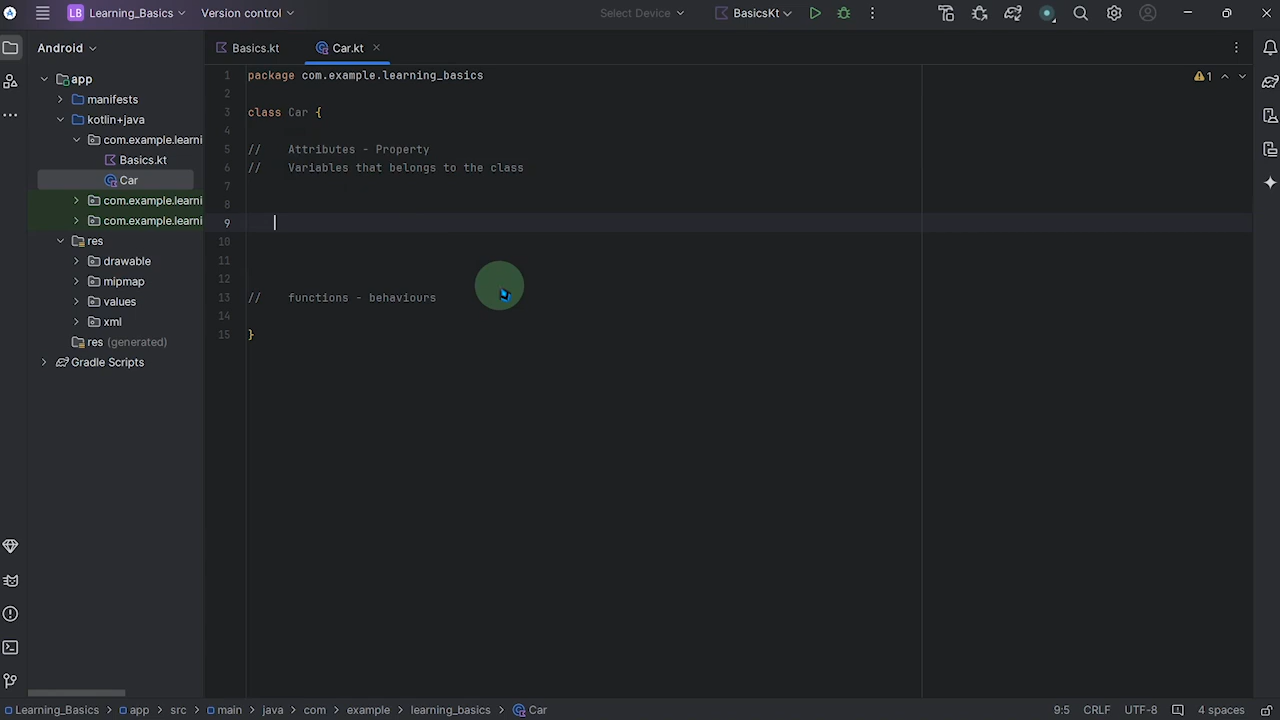 LB Learning_Basics Version control Select Device BasicsKt
Android
Basics.kt Car.kt
app
manifests
kotlin+java
com.example.learni
Basics.kt
Car
com.example.learni
com.example.learni
res
drawable
mipmap
values
xml
res (generated)
Gradle Scripts
1 package com.example.learning_basics
2
3 class Car {
4
5 // Attributes - Property
6 // Variables that belongs to the class
7
8
9
10
11
12
13 // functions - behaviours
14
15 }
1
Learning_Basics > app > src > main > java > com > example > learning_basics > Car 9:5 CRLF UTF-8 4 spaces